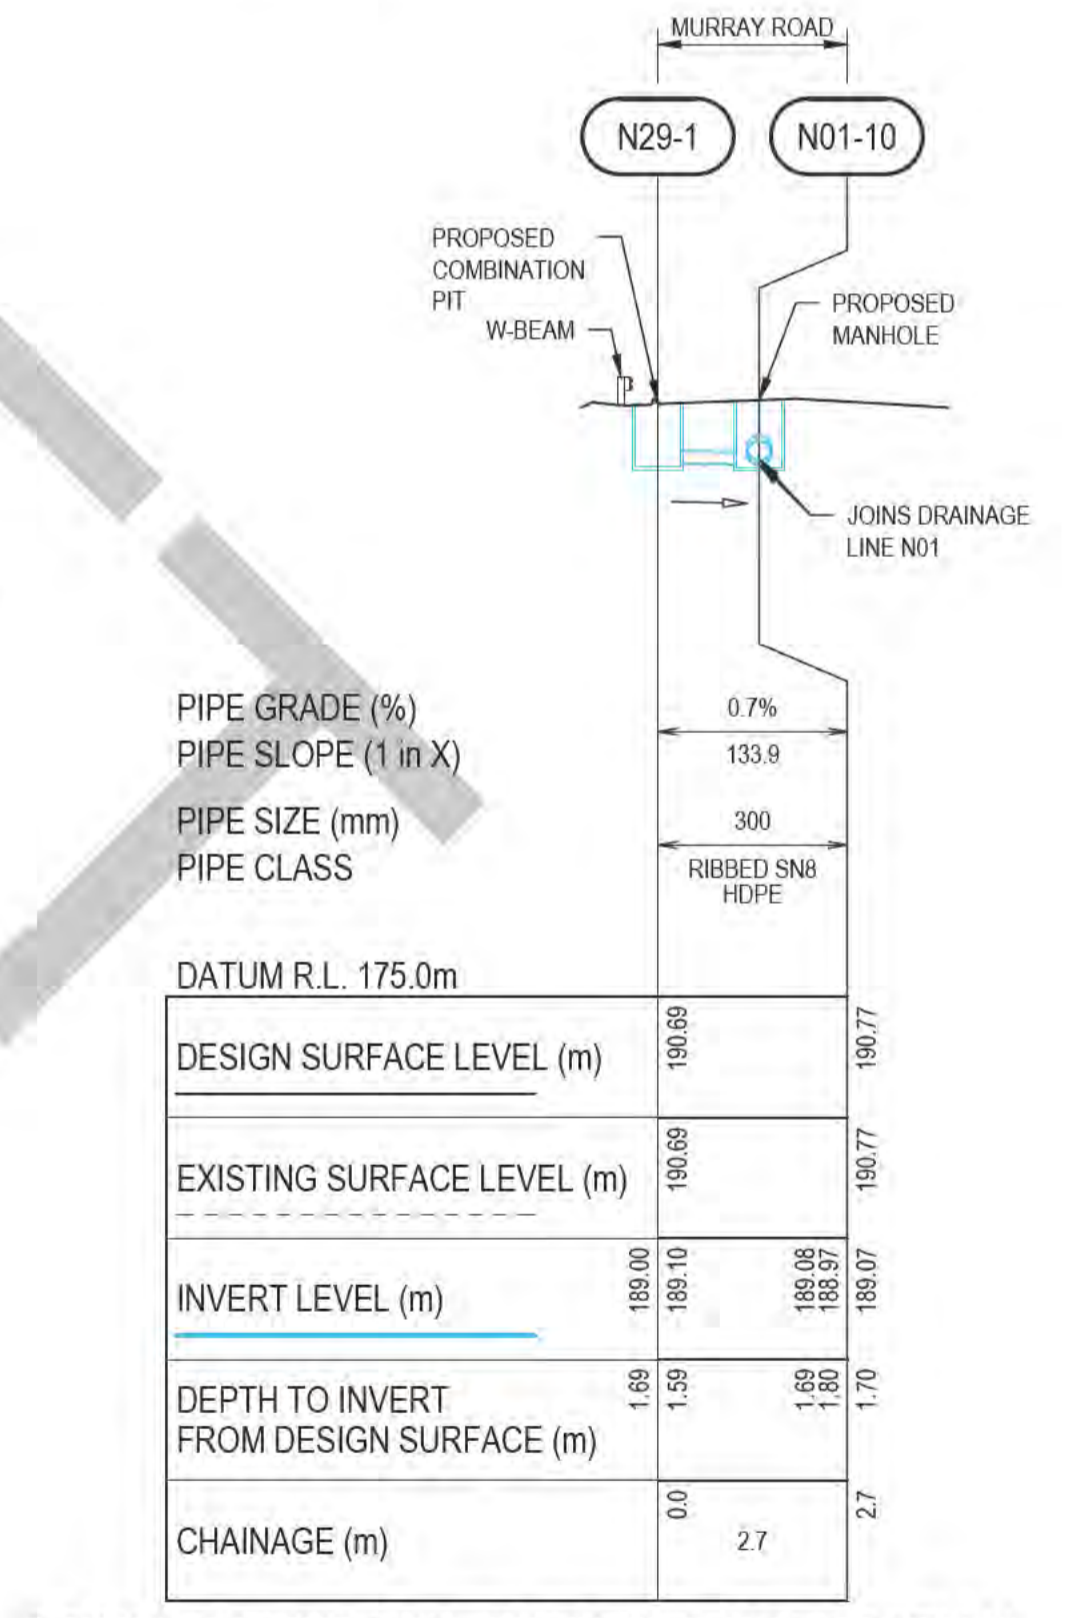 MURRAY ROAD
N29-1
N01-10
PROPOSED
COMBINATION
PIT
W-BEAM
PROPOSED
MANHOLE
JOINS DRAINAGE
LINE N01
PIPE GRADE (%)
0.7%
PIPE SLOPE (1 in X)
133.9
PIPE SIZE (mm)
300
PIPE CLASS
RIBBED SN8
HDPE
DATUM R.L. 175.0m
DESIGN SURFACE LEVEL (m)
190.69
190.77
EXISTING SURFACE LEVEL (m)
190.69
190.77
INVERT LEVEL (m)
189.00
189.10
189.08
188.97
189.07
DEPTH TO INVERT
FROM DESIGN SURFACE (m)
1.69
1.59
1.69
1.80
1.70
CHAINAGE (m)
0.0
2.7
2.7